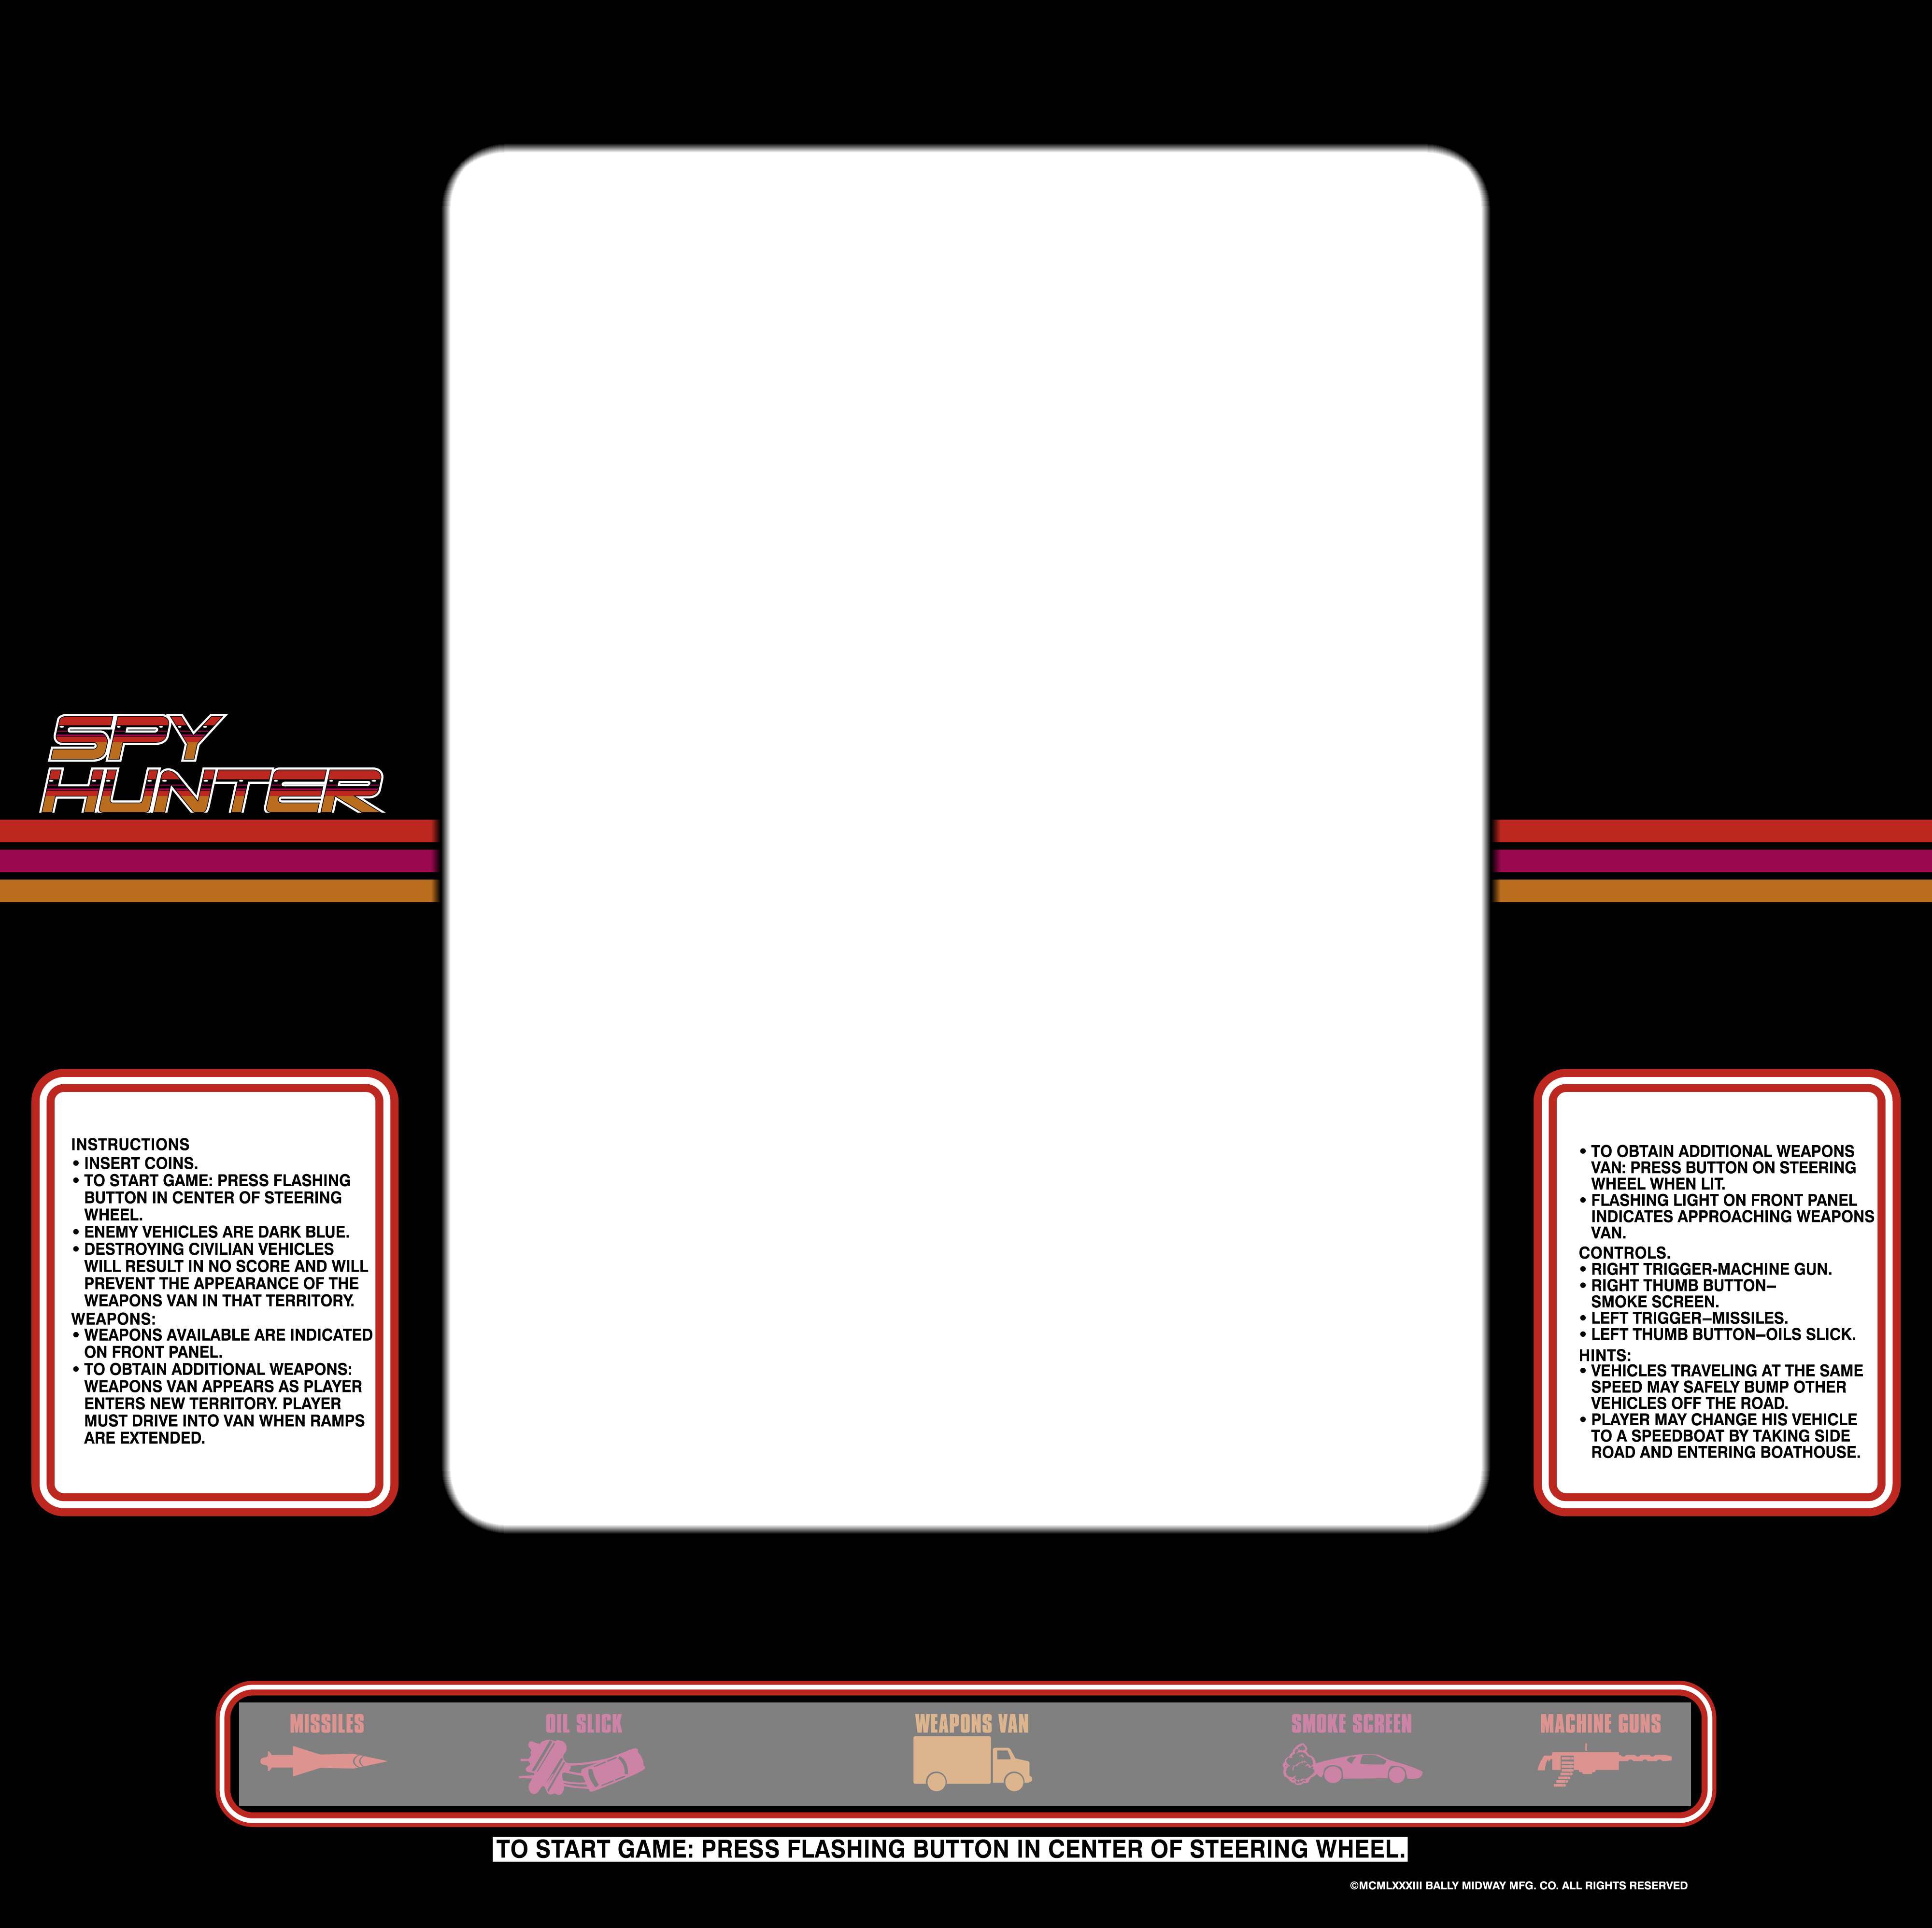 SPY
HUNTER
INSTRUCTIONS
• INSERT COINS.
• TO START GAME: PRESS FLASHING
BUTTON IN CENTER OF STEERING
WHEEL.
• ENEMY VEHICLES ARE DARK BLUE.
• DESTROYING CIVILIAN VEHICLES
WILL RESULT IN NO SCORE AND WILL
PREVENT THE APPEARANCE OF THE
WEAPONS VAN IN THAT TERRITORY.
WEAPONS:
• WEAPONS AVAILABLE ARE INDICATED
ON FRONT PANEL.
• TO OBTAIN ADDITIONAL WEAPONS:
WEAPONS VAN APPEARS AS PLAYER
ENTERS NEW TERRITORY. PLAYER
MUST DRIVE INTO VAN WHEN RAMPS
ARE EXTENDED.
• TO OBTAIN ADDITIONAL WEAPONS
VAN: PRESS BUTTON ON STEERING
WHEEL WHEN LIT.
• FLASHING LIGHT ON FRONT PANEL
INDICATES APPROACHING WEAPONS
VAN.
CONTROLS.
• RIGHT TRIGGER-MACHINE GUN.
• RIGHT THUMB BUTTON–
SMOKE SCREEN.
• LEFT TRIGGER–MISSILES.
• LEFT THUMB BUTTON–OILS SLICK.
HINTS:
• VEHICLES TRAVELING AT THE SAME
SPEED MAY SAFELY BUMP OTHER
VEHICLES OFF THE ROAD.
• PLAYER MAY CHANGE HIS VEHICLE
TO A SPEEDBOAT BY TAKING SIDE
ROAD AND ENTERING BOATHOUSE.
MISSILES
OIL SLICK
WEAPONS VAN
SMOKE SCREEN
MACHINE GUNS
TO START GAME: PRESS FLASHING BUTTON IN CENTER OF STEERING WHEEL.
©MCMLXXXIII BALLY MIDWAY MFG. CO. ALL RIGHTS RESERVED